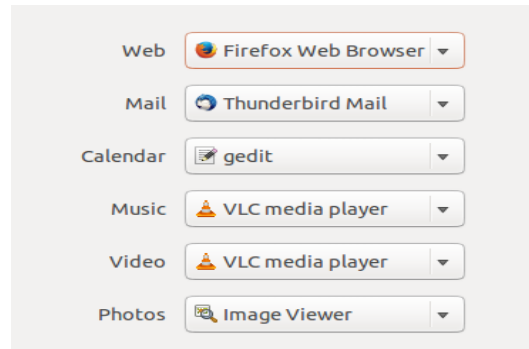 Web Firefox Web Browser
Mail Thunderbird Mail
Calendar gedit
Music VLC media player
Video VLC media player
Photos Image Viewer